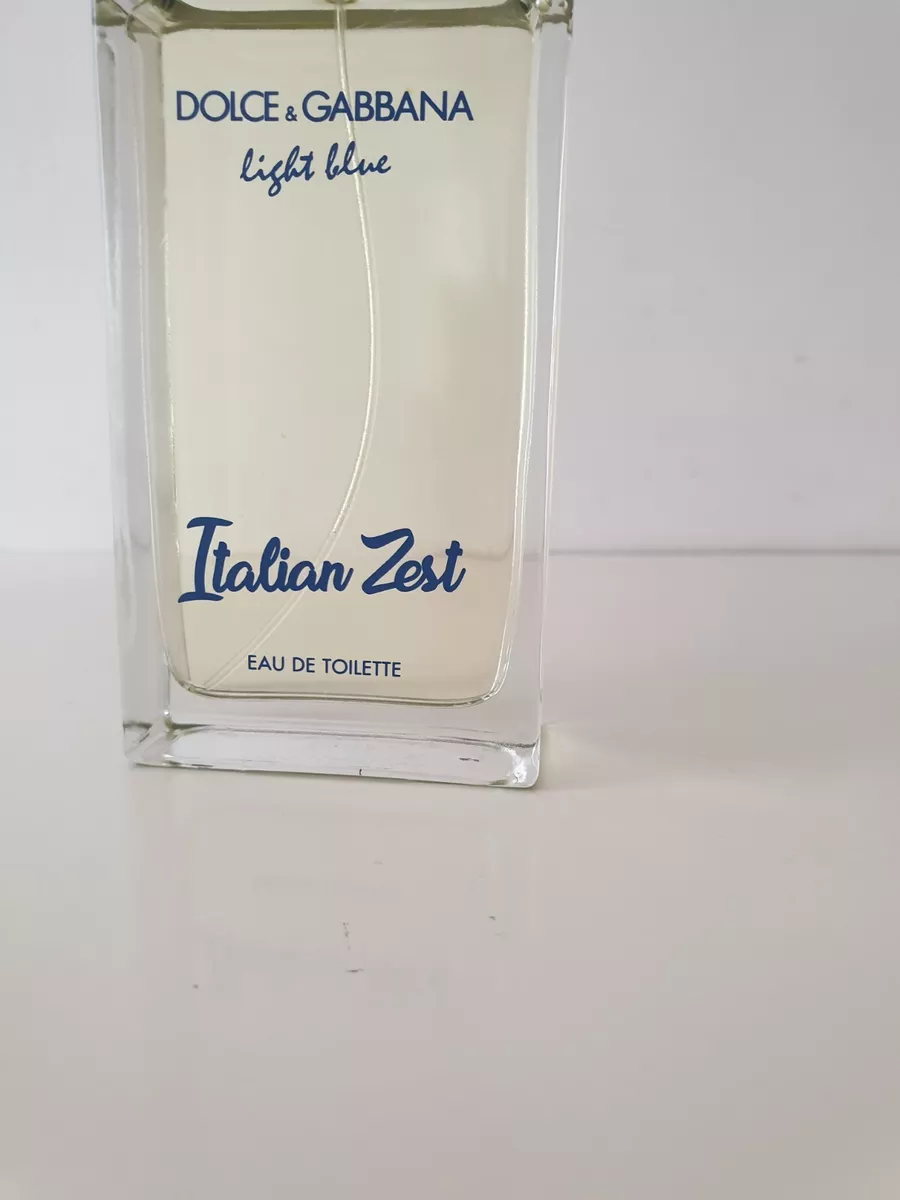 DOLCE & GABBANA
light blue
Italian Zest
EAU DE TOILETTE